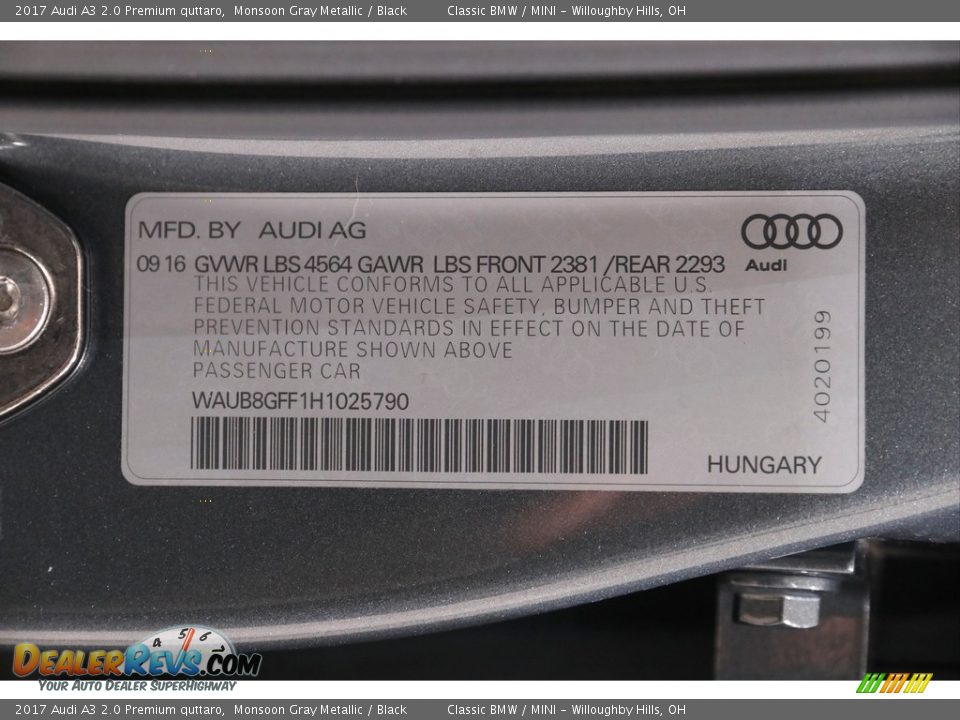 2017 Audi A3 2.0 Premium quttaro, Monsoon Gray Metallic / Black Classic BMW / MINI - Willoughby Hills, OH
MFD. BY AUDI AG
09 16 GVWR LBS 4564 GAWR LBS FRONT 2381 /REAR 2293
Audi
THIS VEHICLE CONFORMS TO ALL APPLICABLE U.S.
FEDERAL MOTOR VEHICLE SAFETY, BUMPER AND THEFT
PREVENTION STANDARDS IN EFFECT ON THE DATE OF
MANUFACTURE SHOWN ABOVE
PASSENGER CAR
WAUB8GFF1H1025790
4020199
HUNGARY
4 5 6
DEALERREVS.COM
YOUR AUTO DEALER SUPERHIGHWAY
2017 Audi A3 2.0 Premium quttaro, Monsoon Gray Metallic / Black Classic BMW / MINI - Willoughby Hills, OH